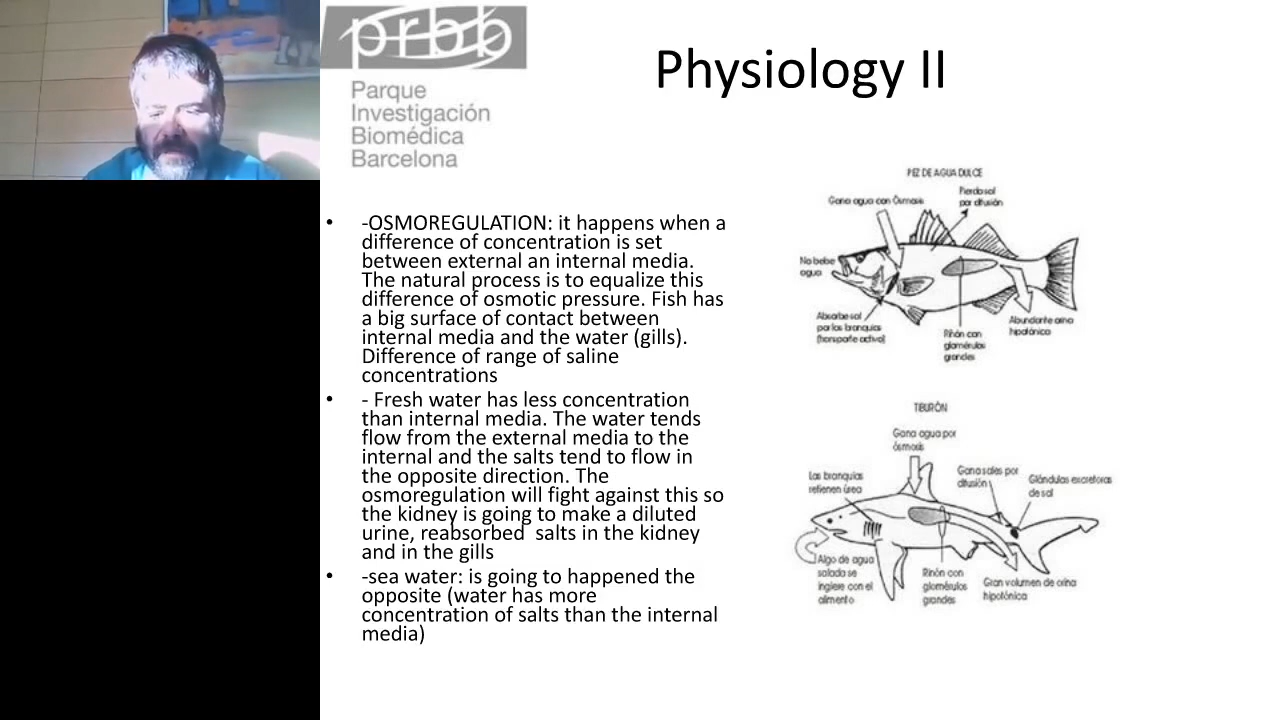 prbb
Parque
Investigación
Biomédica
Barcelona
Physiology II
• -OSMOREGULATION: it happens when a
difference of concentration is set
between external an internal media.
The natural process is to equalize this
difference of osmotic pressure. Fish has
a big surface of contact between
internal media and the water (gills).
Difference of range of saline
concentrations
• - Fresh water has less concentration
than internal media. The water tends
flow from the external media to the
internal and the salts tend to flow in
the opposite direction. The
osmoregulation will fight against this so
the kidney is going to make a diluted
urine, reabsorbed  salts in the kidney
and in the gills
• -sea water: is going to happened the
opposite (water has more
concentration of salts than the internal
media)
PEZ DE AGUA DULCE
Gana agua con Ósmosis
Pierde sal
por difusión
No bebe
agua
Absorbe sal
por las branquias
(transporte activo)
Riñón con
glomérulos
grandes
Abundante orina
hipotónica
TIBURÓN
Gana agua por
ósmosis
Las branquias
retienen úrea
Gana sales por
difusión
Glándulas excretoras
de sal
Algo de agua
salada se
ingiere con el
alimento
Riñón con
glomérulos
grandes
Gran volumen de orina
hipotónica